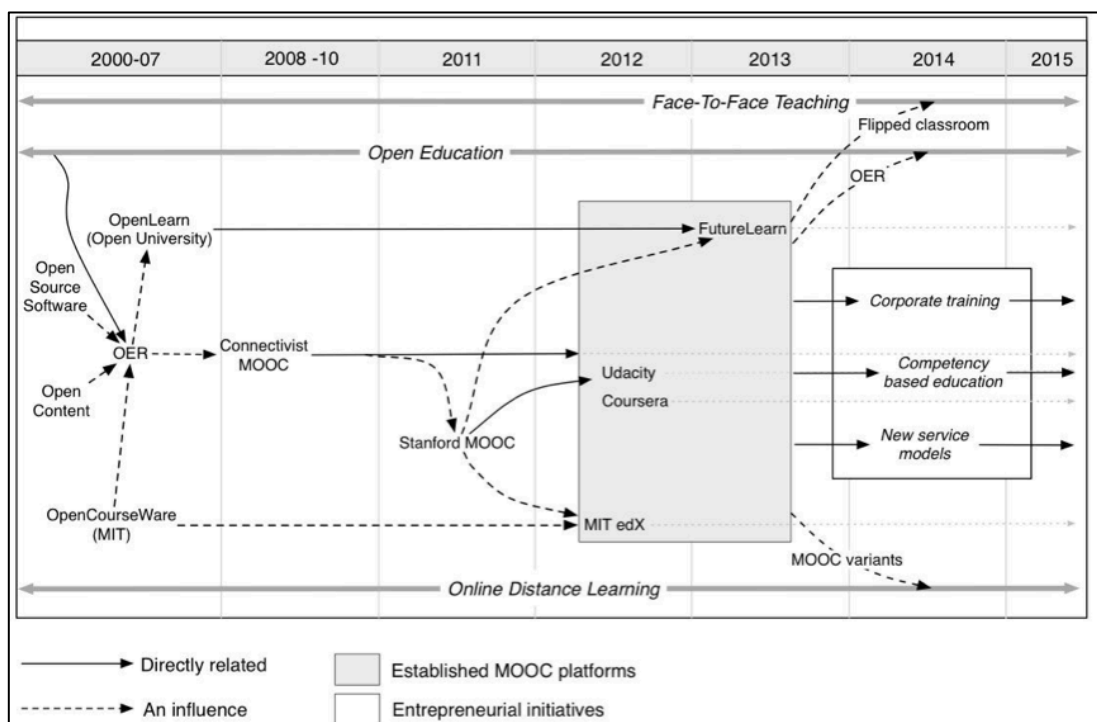 2000-07
2008 -10
2011
2012
2013
2014
2015
Face-To-Face Teaching
Flipped classroom
Open Education
OER
OpenLearn
(Open University)
FutureLearn
Open
Source
Software
Corporate training
OER
Connectivist
MOOC
Udacity
Competency
based education
Open
Content
Coursera
Stanford MOOC
New service
models
OpenCourseWare
(MIT)
MIT edX
MOOC variants
Online Distance Learning
Directly related
Established MOOC platforms
An influence
Entrepreneurial initiatives